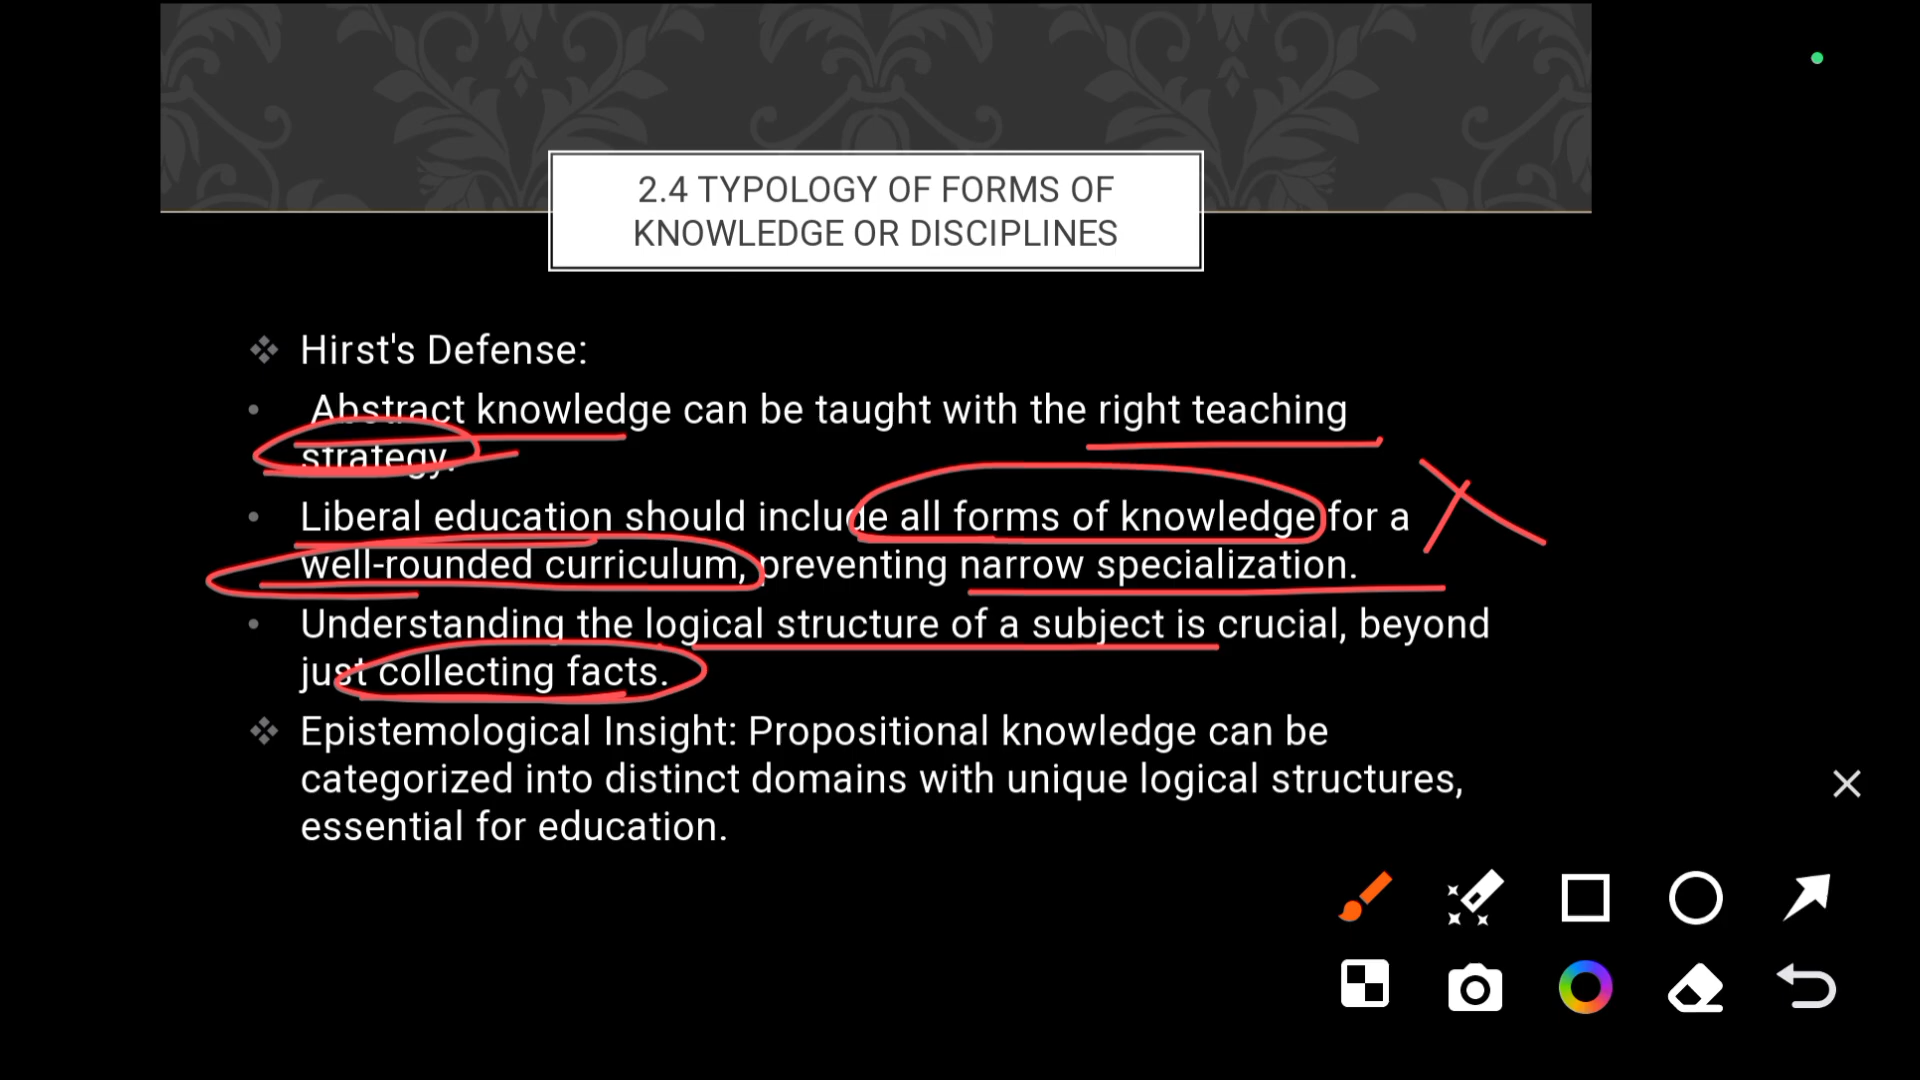 2.4 TYPOLOGY OF FORMS OF
KNOWLEDGE OR DISCIPLINES
❖ Hirst's Defense:
• Abstract knowledge can be taught with the right teaching
strategy.
• Liberal education should include all forms of knowledge for a
well-rounded curriculum, preventing narrow specialization.
• Understanding the logical structure of a subject is crucial, beyond
just collecting facts.
❖ Epistemological Insight: Propositional knowledge can be
categorized into distinct domains with unique logical structures,
essential for education.